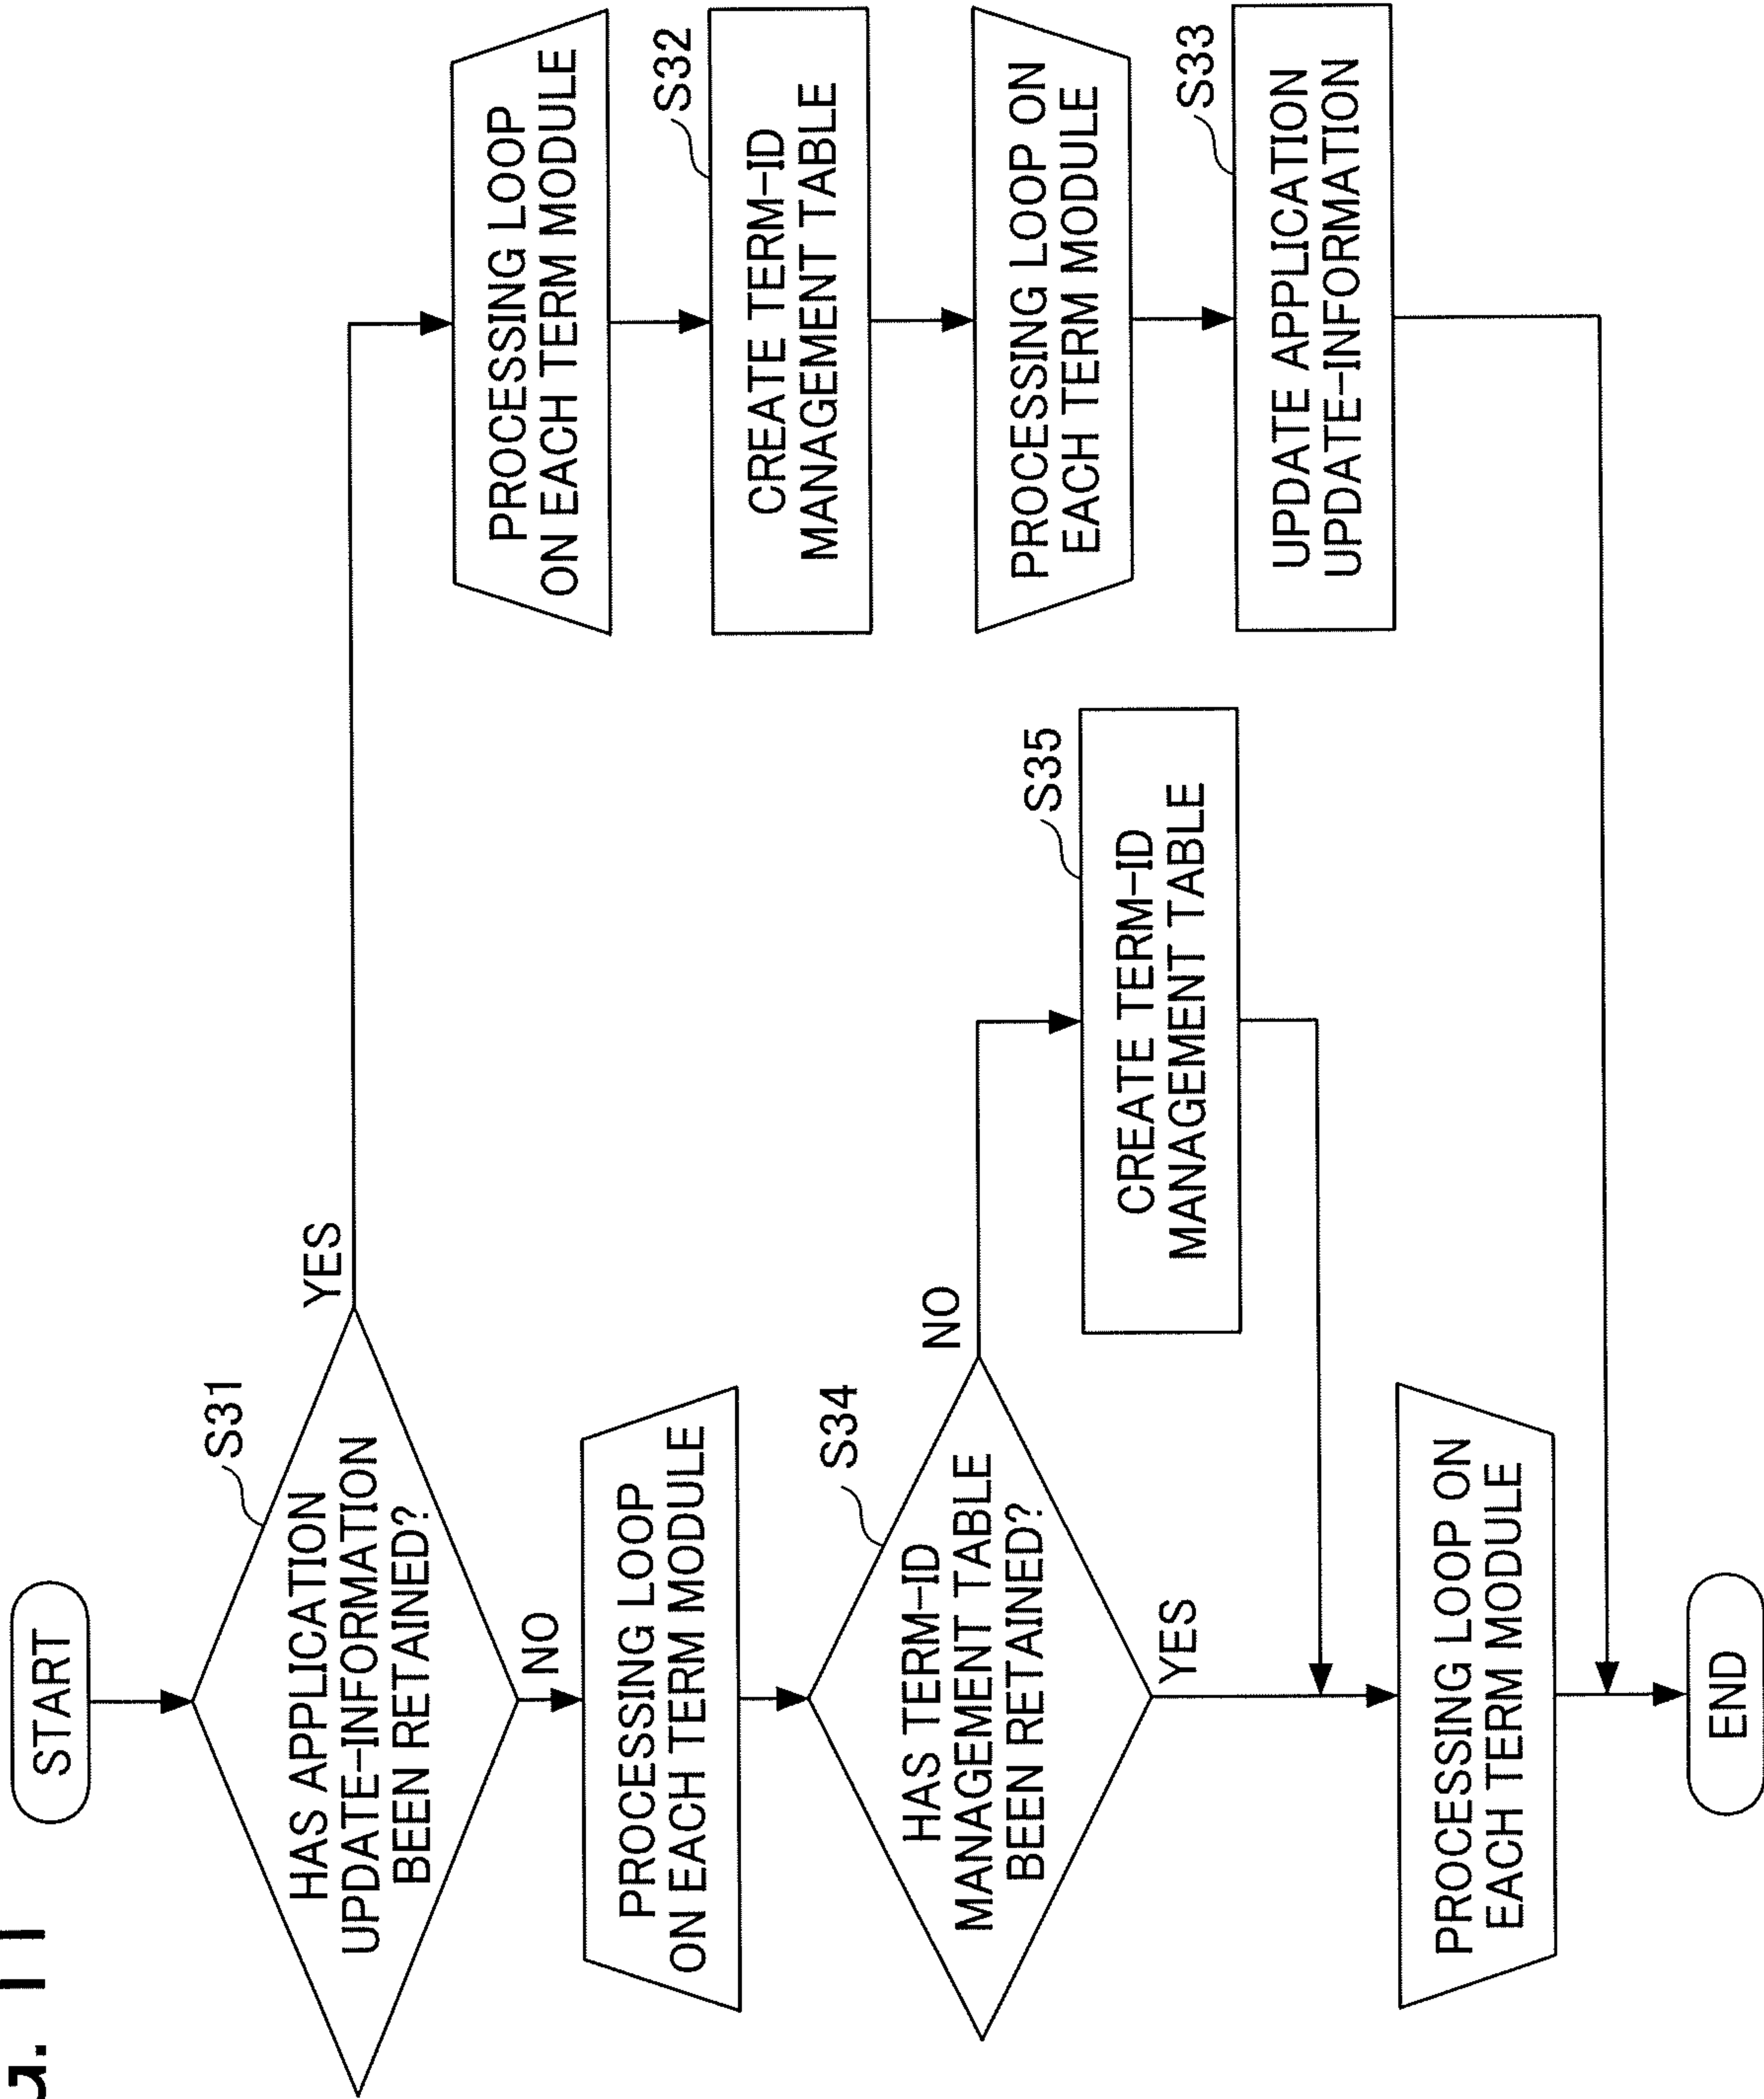 G. 11
START
S31
HAS APPLICATION
UPDATE-INFORMATION
BEEN RETAINED?
YES
NO
PROCESSING LOOP
ON EACH TERM MODULE
S32
CREATE TERM-ID
MANAGEMENT TABLE
PROCESSING LOOP ON
EACH TERM MODULE
S33
UPDATE APPLICATION
UPDATE-INFORMATION
PROCESSING LOOP
ON EACH TERM MODULE
S34
HAS TERM-ID
MANAGEMENT TABLE
BEEN RETAINED?
NO
YES
S35
CREATE TERM-ID
MANAGEMENT TABLE
PROCESSING LOOP ON
EACH TERM MODULE
END